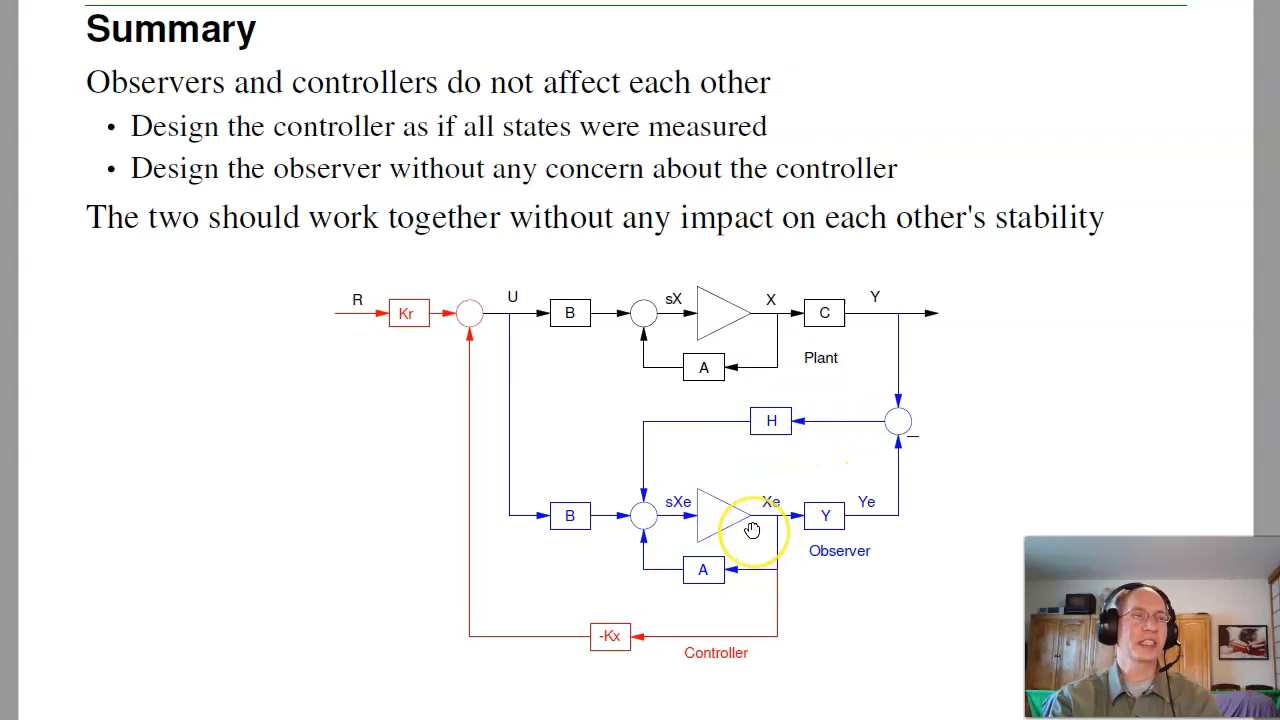 Summary
Observers and controllers do not affect each other
• Design the controller as if all states were measured
• Design the observer without any concern about the controller
The two should work together without any impact on each other's stability
R
Kr
U
B
sX
X
C
Y
A
Plant
H
–
B
sXe
Xe
Y
Ye
A
Observer
-Kx
Controller